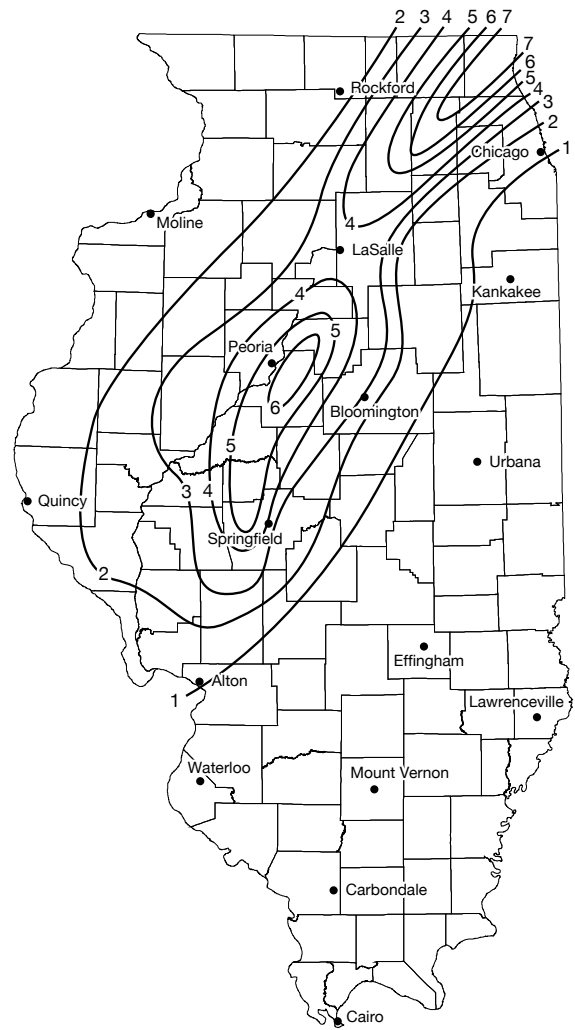 2 3 4 5 6 7
7
6
5
4
3
2
1
Rockford
Chicago
Moline
4
LaSalle
Kankakee
4
5
Peoria
6
Bloomington
5
Urbana
3 4
Quincy
Springfield
2
Effingham
Alton
1
Lawrenceville
Waterloo
Mount Vernon
Carbondale
Cairo